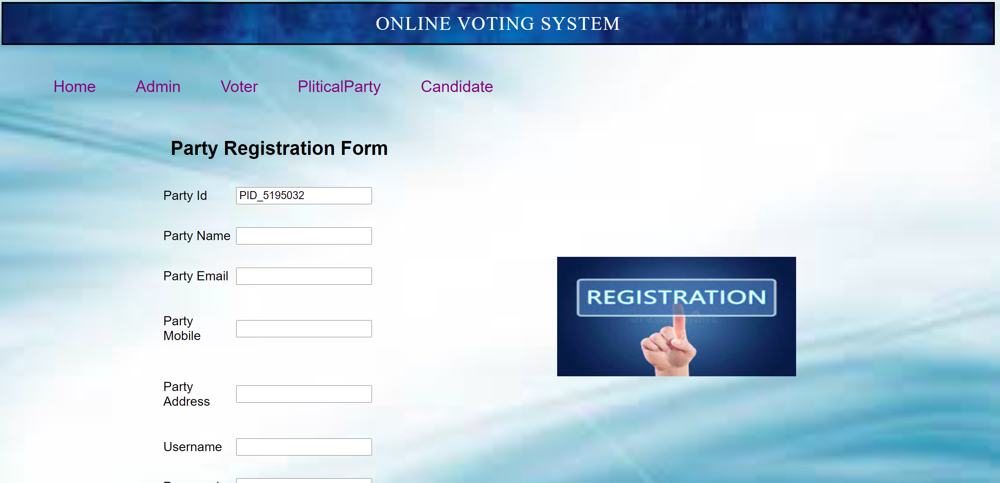 ONLINE VOTING SYSTEM
Home Admin Voter PliticalParty Candidate
Party Registration Form
Party Id PID_5195032
Party Name
Party Email
REGISTRATION
Party
Mobile
Party
Address
Username